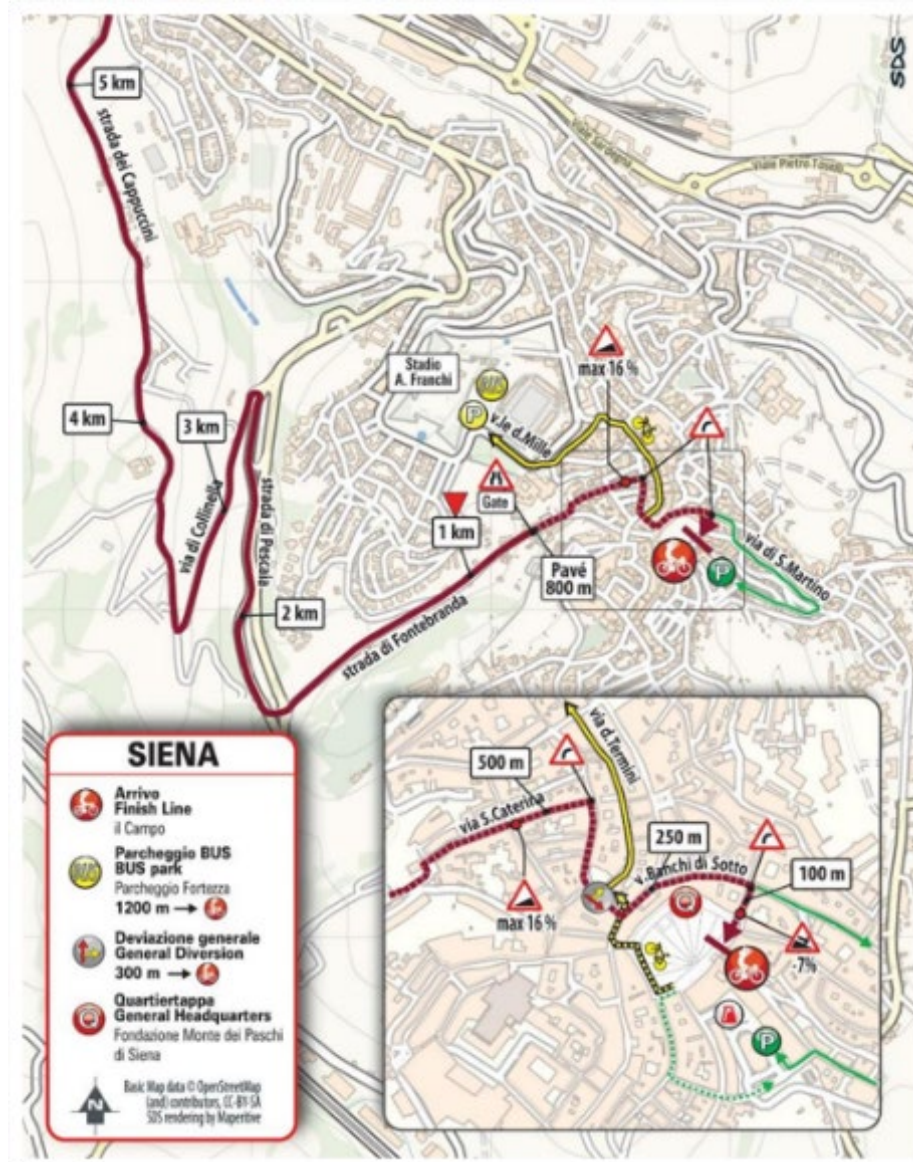 SDS
5 km
strada dei Cappuccini
Viale Sardegna
Viale Pietro Toselli
Stadio
A. Franchi
BUS
P
max 16 %
v.le d.Mille
4 km
3 km
via di Collinella
strada di Pescaia
Gate
1 km
Pavé
800 m
P
via di S.Martino
2 km
strada di Fontebranda
SIENA
Arrivo
Finish Line
il Campo
BUS
Parcheggio BUS
BUS park
Parcheggio Fortezza
1200 m
Deviazione generale
General Diversion
300 m
Q
Quartiertappa
General Headquarters
Fondazione Monte dei Paschi
di Siena
N
Basic Map data © OpenStreetMap
(and) contributors, CC-BY-SA
SDS rendering by Maperitive
via d.Termini
500 m
via S.Caterina
250 m
v.Banchi di Sotto
100 m
max 16 %
Q
-7%
P